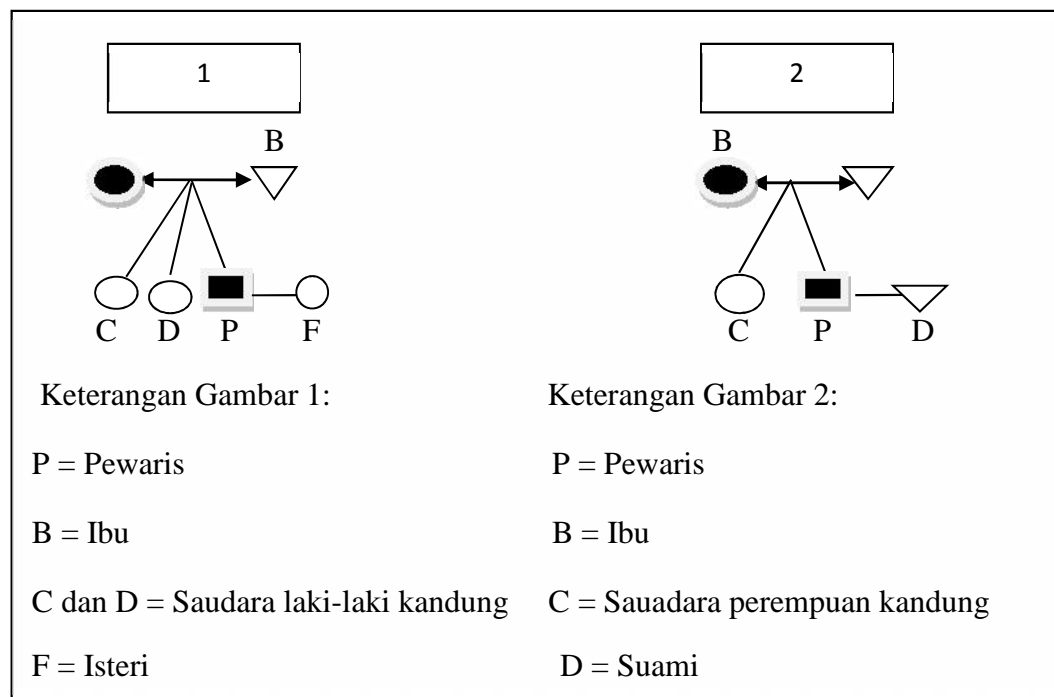 1
B
C D P F
Keterangan Gambar 1:
P = Pewaris
B = Ibu
C dan D = Saudara laki-laki kandung
F = Isteri
2
B
C P D
Keterangan Gambar 2:
P = Pewaris
B = Ibu
C = Sauadara perempuan kandung
D = Suami